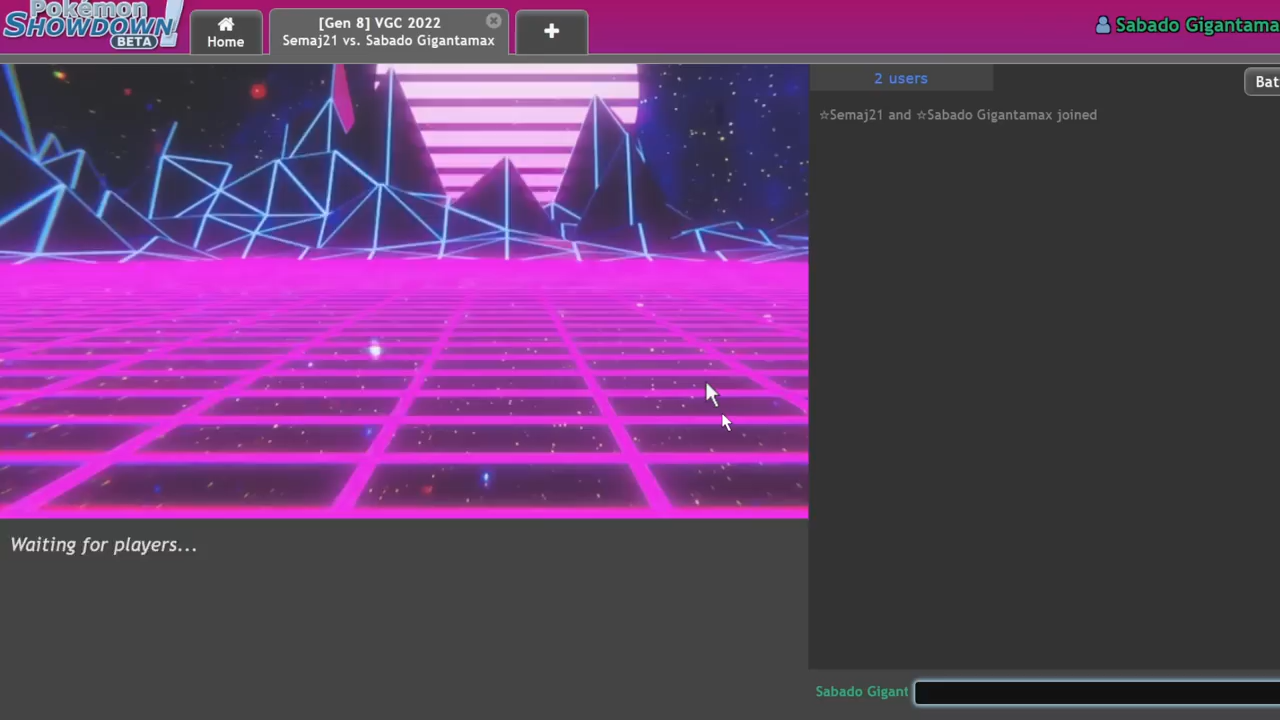 Pokémon
SHOWDOWN!
BETA
Home
[Gen 8] VGC 2022
Semaj21 vs. Sabado Gigantamax
Sabado Gigantama
2 users
Bat
☆Semaj21 and ☆Sabado Gigantamax joined
Waiting for players...
Sabado Gigant